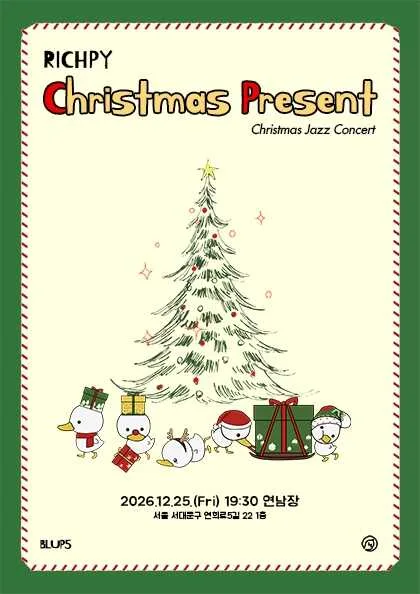 RICHPY
Christmas Present
Christmas Jazz Concert
2026.12.25.(Fri) 19:30 연남장
서울 서대문구 연희로5길 22 1층
BLUPS